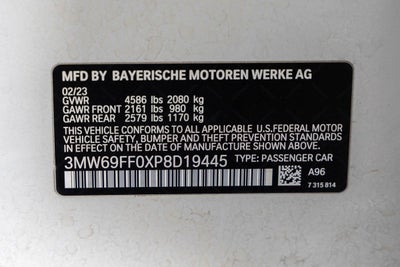 MFD BY BAYERISCHE MOTOREN WERKE AG
02/23
GVWR 4586 lbs 2080 kg
GAWR FRONT 2161 lbs 980 kg
GAWR REAR 2579 lbs 1170 kg
THIS VEHICLE CONFORMS TO ALL APPLICABLE
U.S.FEDERAL MOTOR
VEHICLE SAFETY, BUMPER AND THEFT
PREVENTION STANDARDS IN EFFECT ON THE
DATE OF MANUFACTURE SHOWN ABOVE.
3MW69FF0XP8D19445 TYPE: PASSENGER CAR
A96
7 315 814